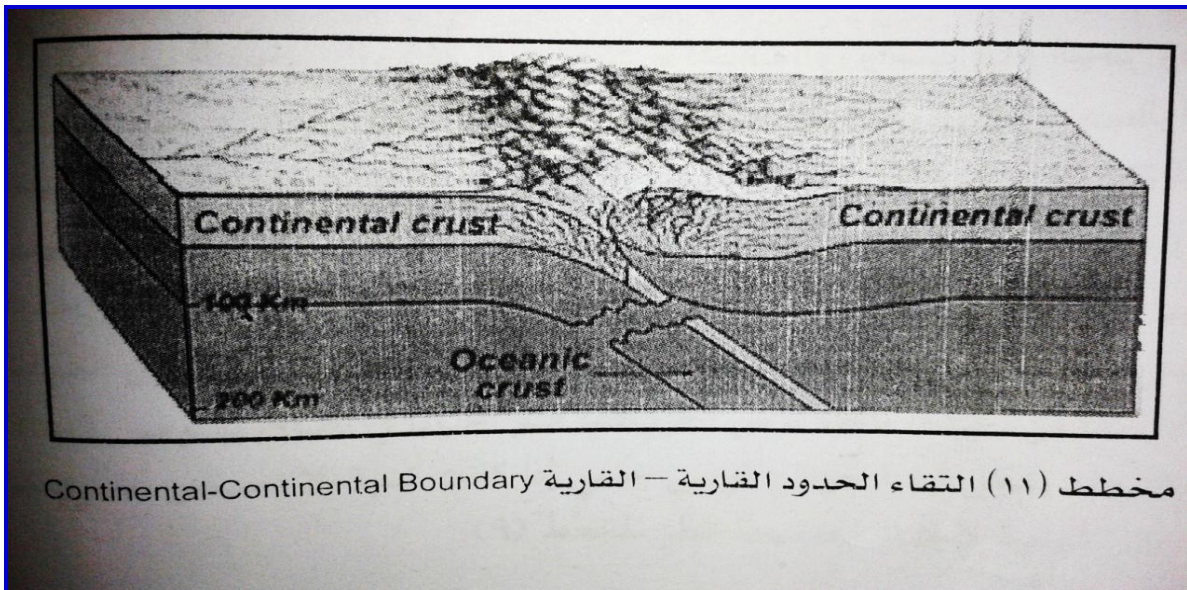 Continental crust
Continental crust
100 Km
Oceanic
crust
200 Km
مخطط (١١) التقاء الحدود القارية – القارية Continental-Continental Boundary